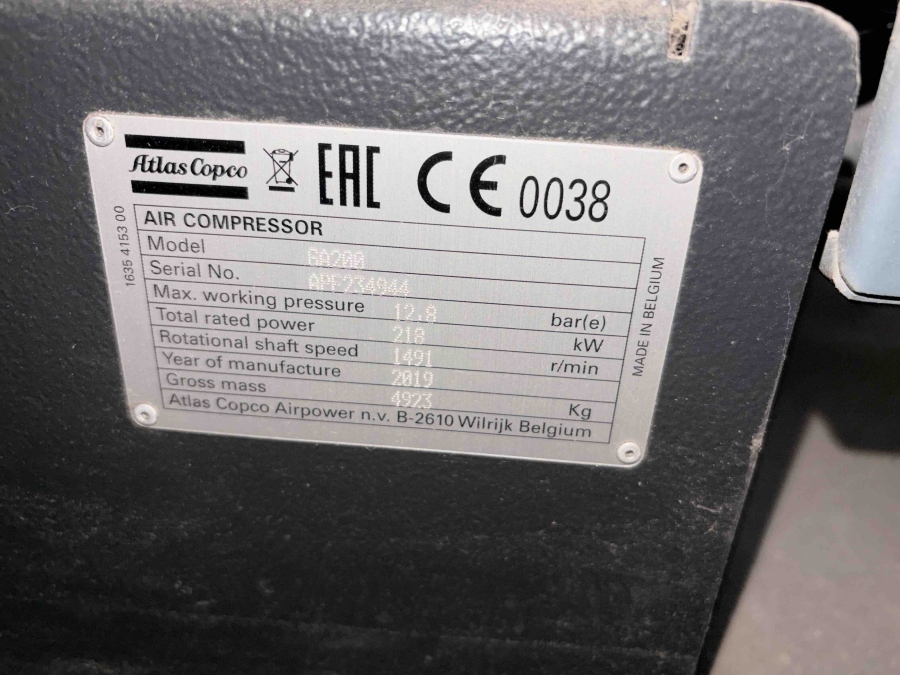 Atlas Copco EAC CE 0038
AIR COMPRESSOR
Model GA200
Serial No. APF234944
Max. working pressure 12.8 bar(e)
Total rated power 218 kW
Rotational shaft speed 1491 r/min
Year of manufacture 2019
Gross mass 4923 Kg
Atlas Copco Airpower n.v. B-2610 Wilrijk Belgium
1635 4153 00
MADE IN BELGIUM